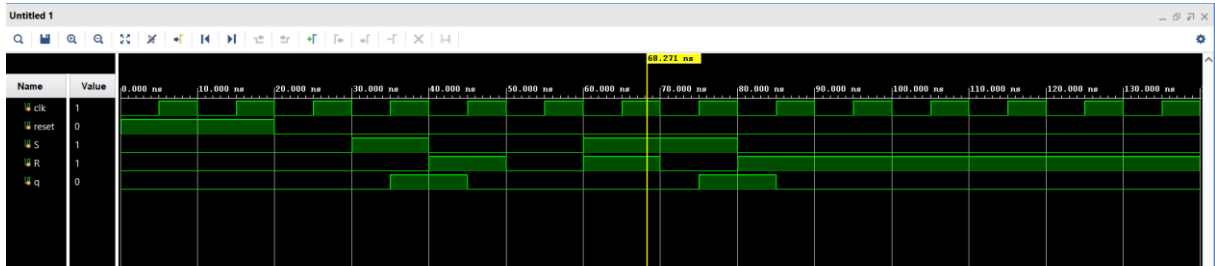 Untitled 1
68.271 ns
Name Value 0.000 ns 10.000 ns 20.000 ns 30.000 ns 40.000 ns 50.000 ns 60.000 ns 70.000 ns 80.000 ns 90.000 ns 100.000 ns 110.000 ns 120.000 ns 130.000 ns
clk 1
reset 0
S 1
R 1
q 0